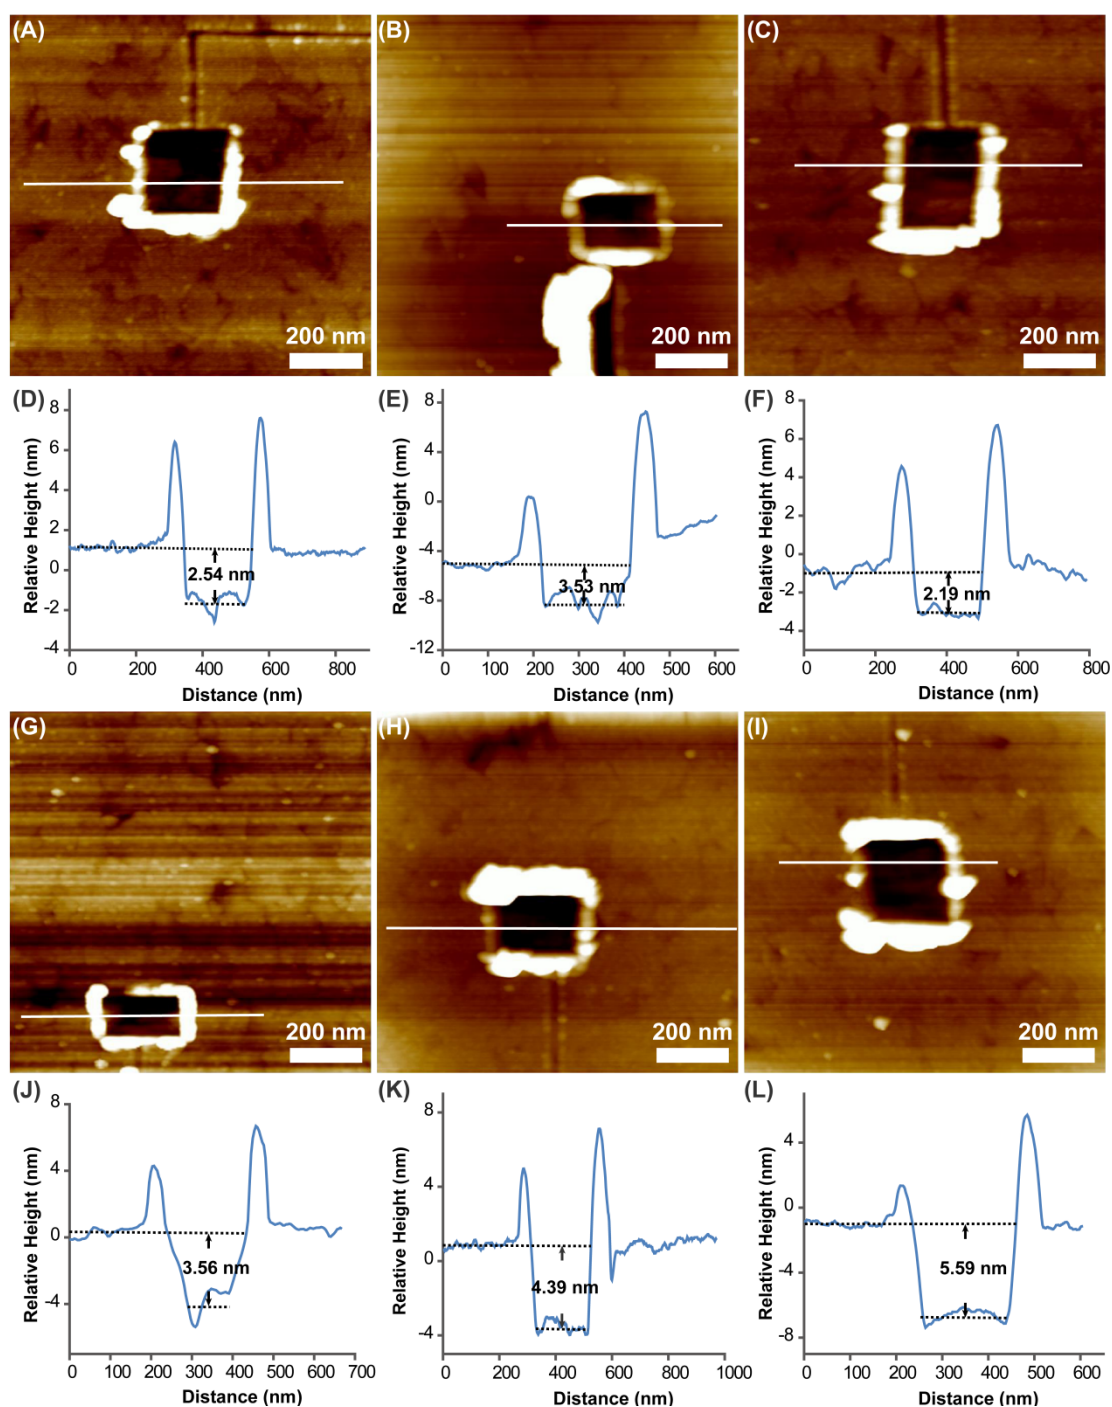 (A) (B) (C)
200 nm 200 nm 200 nm
(D) (E) (F)
Relative Height (nm)
8
6
4
2
0
-2
-4
2.54 nm
0 200 400 600 800
Distance (nm)
Relative Height (nm)
8
4
0
-4
-8
-12
3.53 nm
0 100 200 300 400 500 600
Distance (nm)
Relative Height (nm)
8
4
0
-4
2.19 nm
0 200 400 600 800
Distance (nm)
(G) (H) (I)
200 nm 200 nm 200 nm
(J) (K) (L)
Relative Height (nm)
8
4
0
-4
3.56 nm
0 100 200 300 400 500 600
Distance (nm)
Relative Height (nm)
8
4
0
-4
4.39 nm
0 200 400 600 800 1000
Distance (nm)
Relative Height (nm)
4
0
-4
-8
5.59 nm
0 100 200 300 400 500 600
Distance (nm)